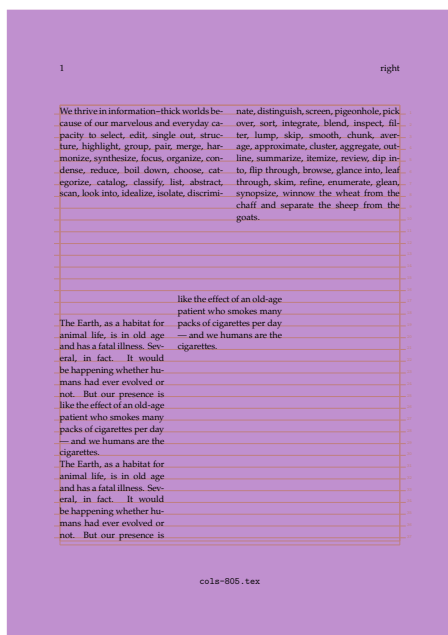 1
right
We thrive in information–thick worlds be-
cause of our marvelous and everyday ca-
pacity to select, edit, single out, struc-
ture, highlight, group, pair, merge, har-
monize, synthesize, focus, organize, con-
dense, reduce, boil down, choose, cat-
egorize, catalog, classify, list, abstract,
scan, look into, idealize, isolate, discrimi-
nate, distinguish, screen, pigeonhole, pick
over, sort, integrate, blend, inspect, fil-
ter, lump, skip, smooth, chunk, aver-
age, approximate, cluster, aggregate, out-
line, summarize, itemize, review, dip in-
to, flip through, browse, glance into, leaf
through, skim, refine, enumerate, glean,
synopsize, winnow the wheat from the
chaff and separate the sheep from the
goats.
The Earth, as a habitat for
animal life, is in old age
and has a fatal illness. Sev-
eral, in fact. It would
be happening whether hu-
mans had ever evolved or
not. But our presence is
like the effect of an old-age
patient who smokes many
packs of cigarettes per day
— and we humans are the
cigarettes.
The Earth, as a habitat for
animal life, is in old age
and has a fatal illness. Sev-
eral, in fact. It would
be happening whether hu-
mans had ever evolved or
not. But our presence is
like the effect of an old-age
patient who smokes many
packs of cigarettes per day
— and we humans are the
cigarettes.
cols-805.tex